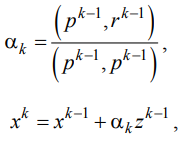 α_k = (p^{k-1}, r^{k-1}) / (p^{k-1}, p^{k-1}),
x^k = x^{k-1} + α_k z^{k-1},